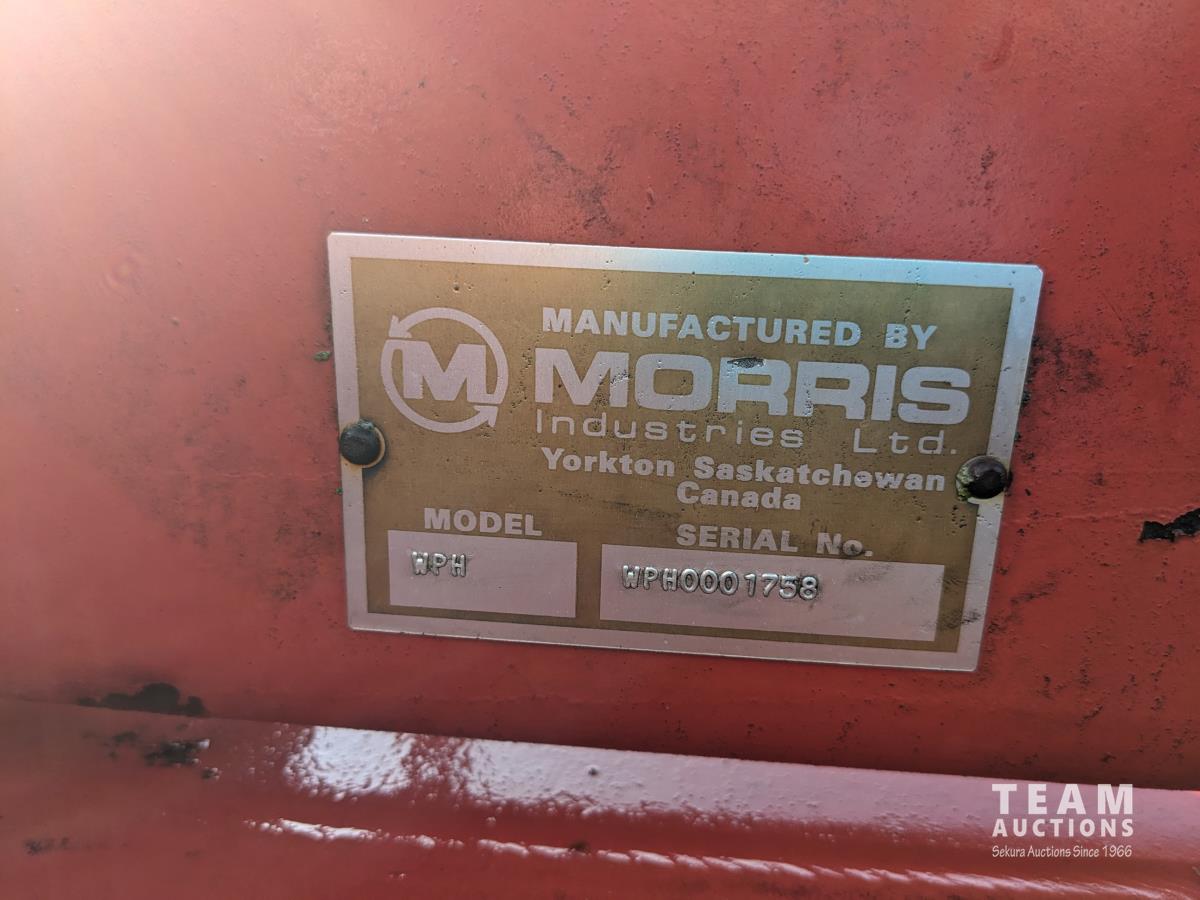 M
MANUFACTURED BY
MORRIS
Industries Ltd.
Yorkton Saskatchewan
Canada
MODEL
WPH
SERIAL No.
WPH0001758
TEAM
AUCTIONS
Sekura Auctions Since 1966